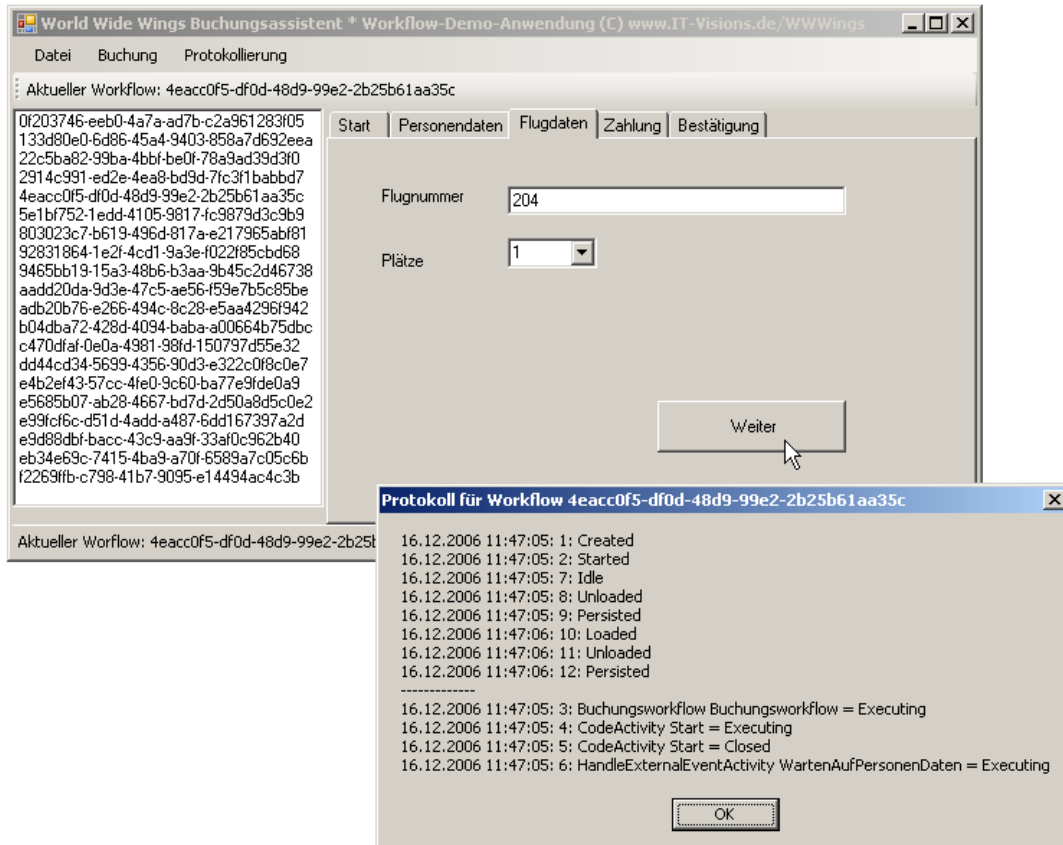 World Wide Wings Buchungsassistent * Workflow-Demo-Anwendung (C) www.IT-Visions.de/WWWings
Datei Buchung Protokollierung
Aktueller Workflow: 4eacc0f5-df0d-48d9-99e2-2b25b61aa35c
0f203746-eeb0-4a7a-ad7b-c2a961283f05
133d80e0-6d86-45a4-9403-858a7d692eea
22c5ba82-99ba-4bbf-be0f-78a9ad39d3f0
2914c991-ed2e-4ea8-bd9d-7fc3f1babbd7
4eacc0f5-df0d-48d9-99e2-2b25b61aa35c
5e1bf752-1edd-4105-9817-fc9879d3c9b9
803023c7-b619-496d-817a-e217965abf81
92831864-1e2f-4cd1-9a3e-f022f85cbd68
9465bb19-15a3-48b6-b3aa-9b45c2d46738
aadd20da-9d3e-47c5-ae56-f59e7b5c85be
adb20b76-e266-494c-8c28-e5aa4296f942
b04dba72-428d-4094-baba-a00664b75dbc
c470dfaf-0e0a-4981-98fd-150797d55e32
dd44cd34-5699-4356-90d3-e322c0f8c0e7
e4b2ef43-57cc-4fe0-9c60-ba77e9fde0a9
e5685b07-ab28-4667-bd7d-2d50a8d5c0e2
e99fcf6c-d51d-4add-a487-6dd167397a2d
e9d88dbf-bacc-43c9-aa9f-33af0c962b40
eb34e69c-7415-4ba9-a70f-6589a7c05c6b
f2269ffb-c798-41b7-9095-e14494ac4c3b
Start Personendaten Flugdaten Zahlung Bestätigung
Flugnummer 204
Plätze 1
Weiter
Aktueller Worflow: 4eacc0f5-df0d-48d9-99e2-2b25b
Protokoll für Workflow 4eacc0f5-df0d-48d9-99e2-2b25b61aa35c
16.12.2006 11:47:05: 1: Created
16.12.2006 11:47:05: 2: Started
16.12.2006 11:47:05: 7: Idle
16.12.2006 11:47:05: 8: Unloaded
16.12.2006 11:47:05: 9: Persisted
16.12.2006 11:47:06: 10: Loaded
16.12.2006 11:47:06: 11: Unloaded
16.12.2006 11:47:06: 12: Persisted
-------------
16.12.2006 11:47:05: 3: Buchungsworkflow Buchungsworkflow = Executing
16.12.2006 11:47:05: 4: CodeActivity Start = Executing
16.12.2006 11:47:05: 5: CodeActivity Start = Closed
16.12.2006 11:47:05: 6: HandleExternalEventActivity WartenAufPersonenDaten = Executing
OK